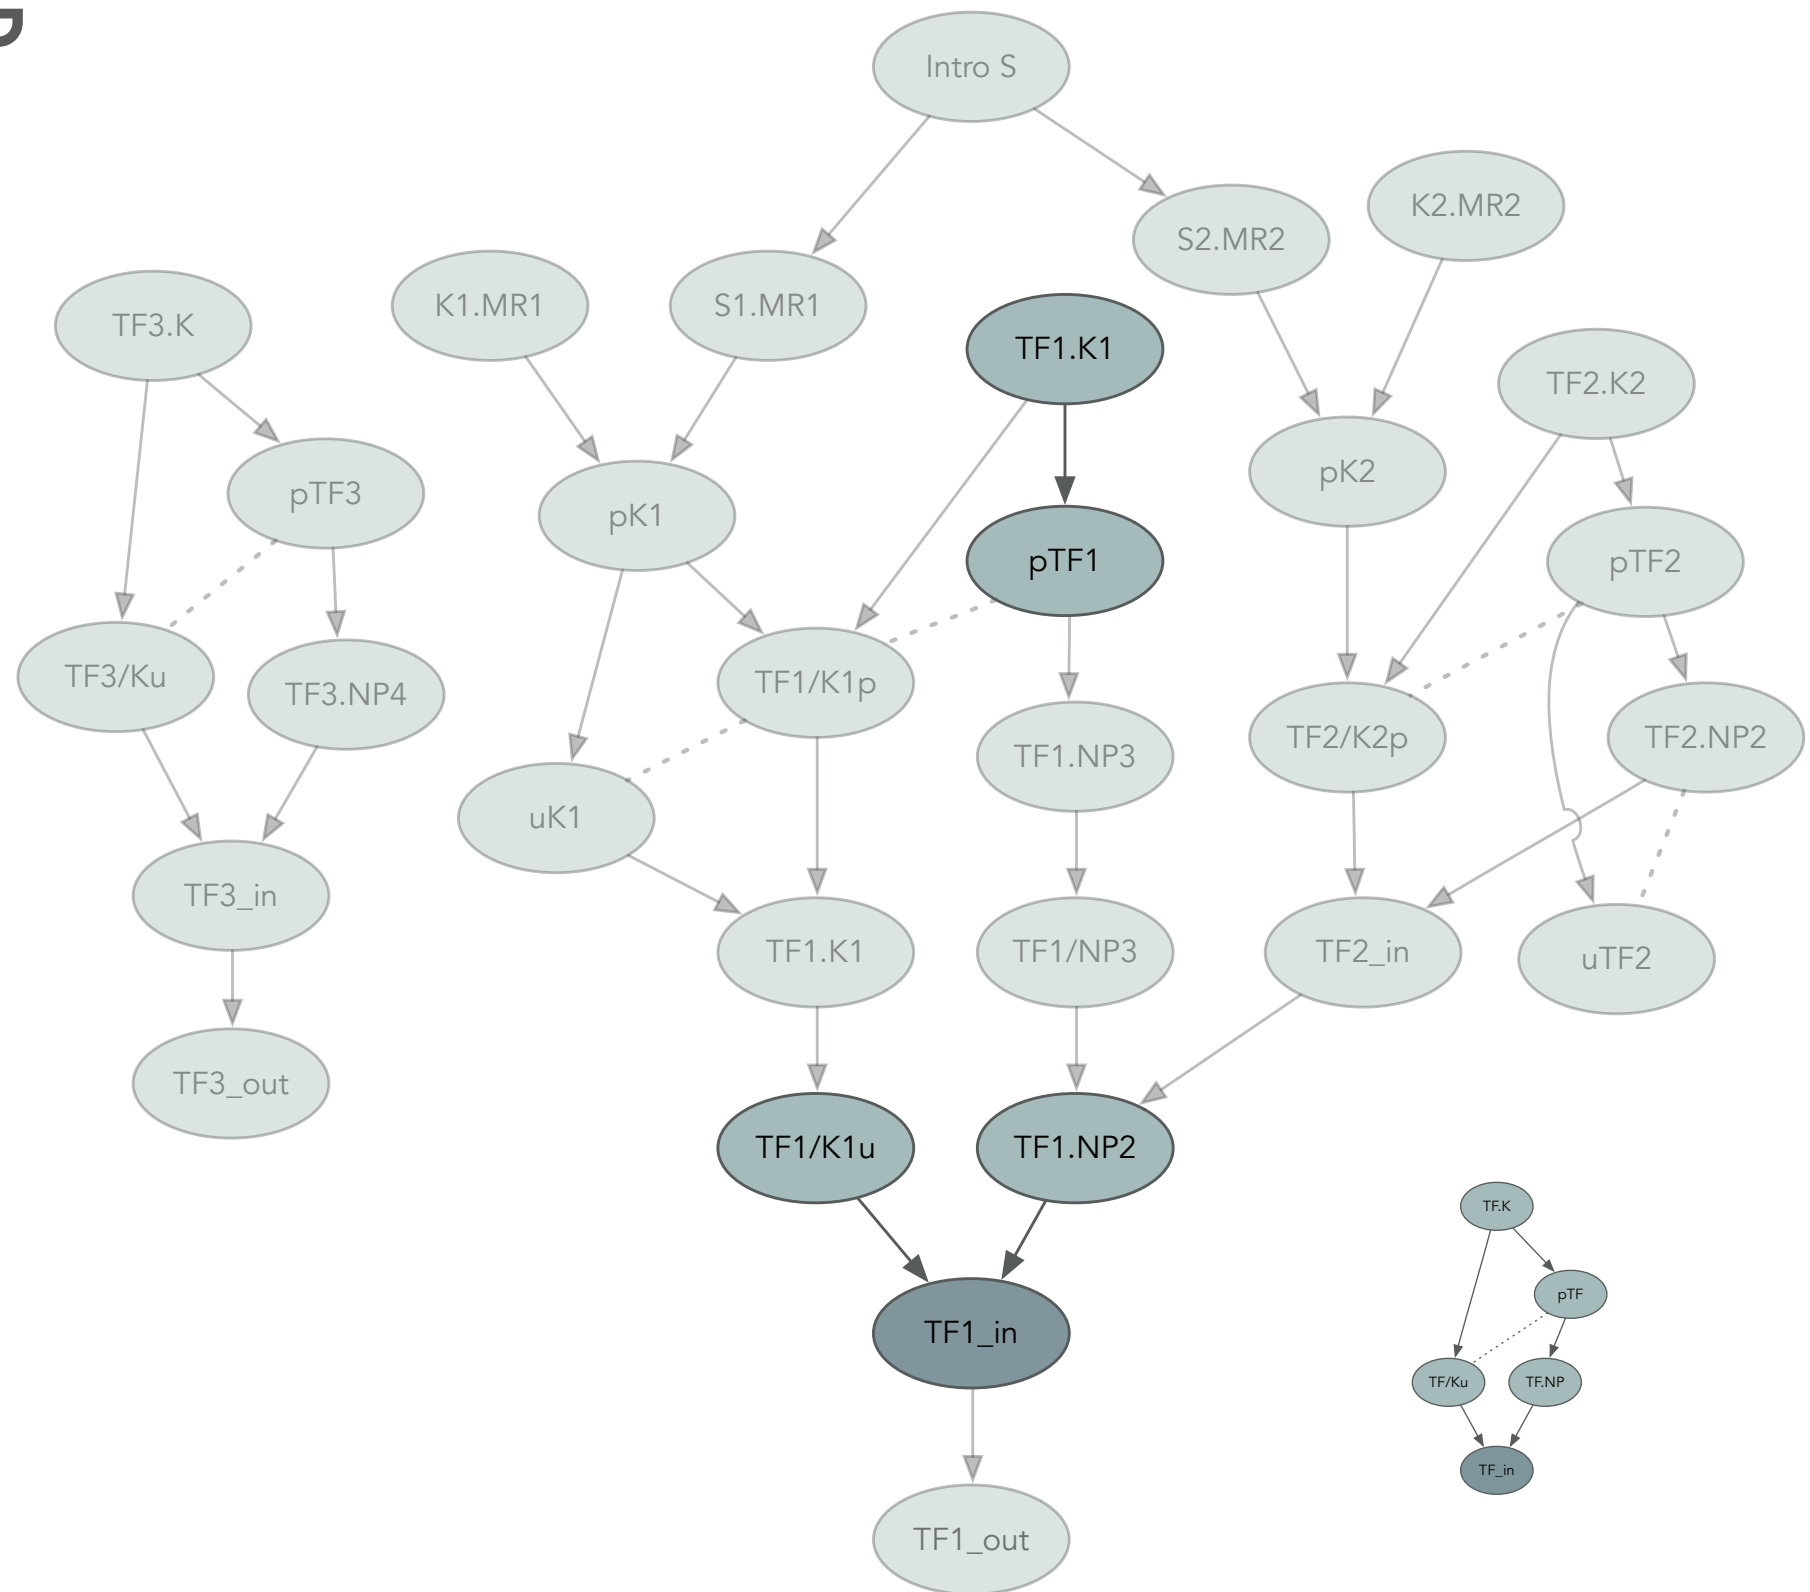 Intro S
K2.MR2
S2.MR2
K1.MR1
S1.MR1
TF3.K
TF1.K1
TF2.K2
pK2
pTF3
pK1
pTF1
pTF2
TF3/Ku
TF3.NP4
TF1/K1p
TF1.NP3
TF2/K2p
TF2.NP2
uK1
TF3_in
TF1.K1
TF1/NP3
TF2_in
uTF2
TF3_out
TF1/K1u
TF1.NP2
TF.K
pTF
TF1_in
TF/Ku
TF.NP
TF_in
TF1_out